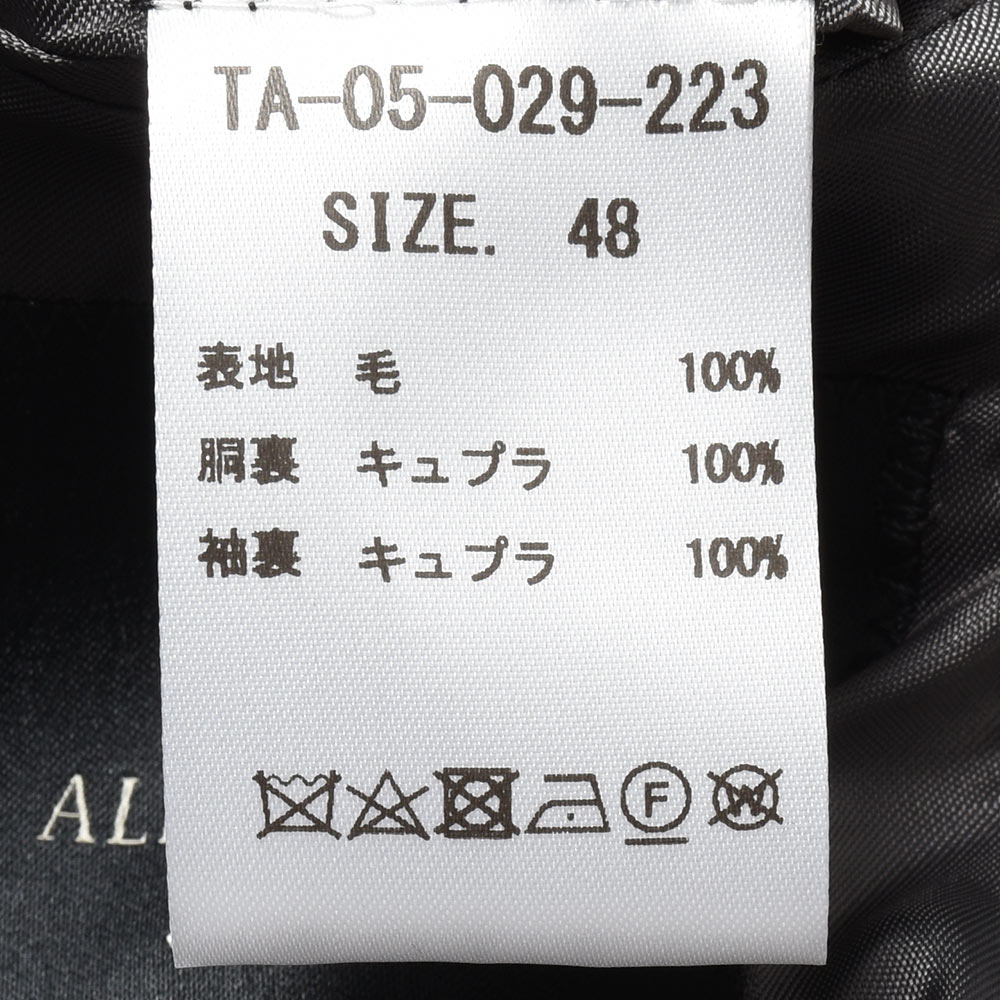 TA-05-029-223
SIZE. 48
表地 毛 100%
胴裏 キュプラ 100%
袖裏 キュプラ 100%
F W
AL